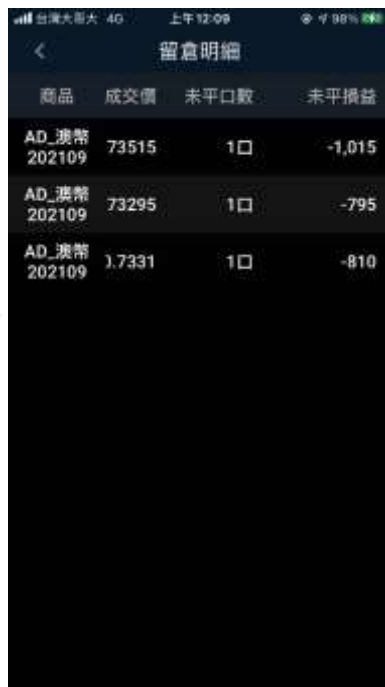 台灣大哥大 4G 上午12:09 98%
留倉明細
商品 成交價 未平口數 未平損益
AD_澳幣
202109 73515 1口 -1,015
AD_澳幣
202109 73295 1口 -795
AD_澳幣
202109 0.7331 1口 -810